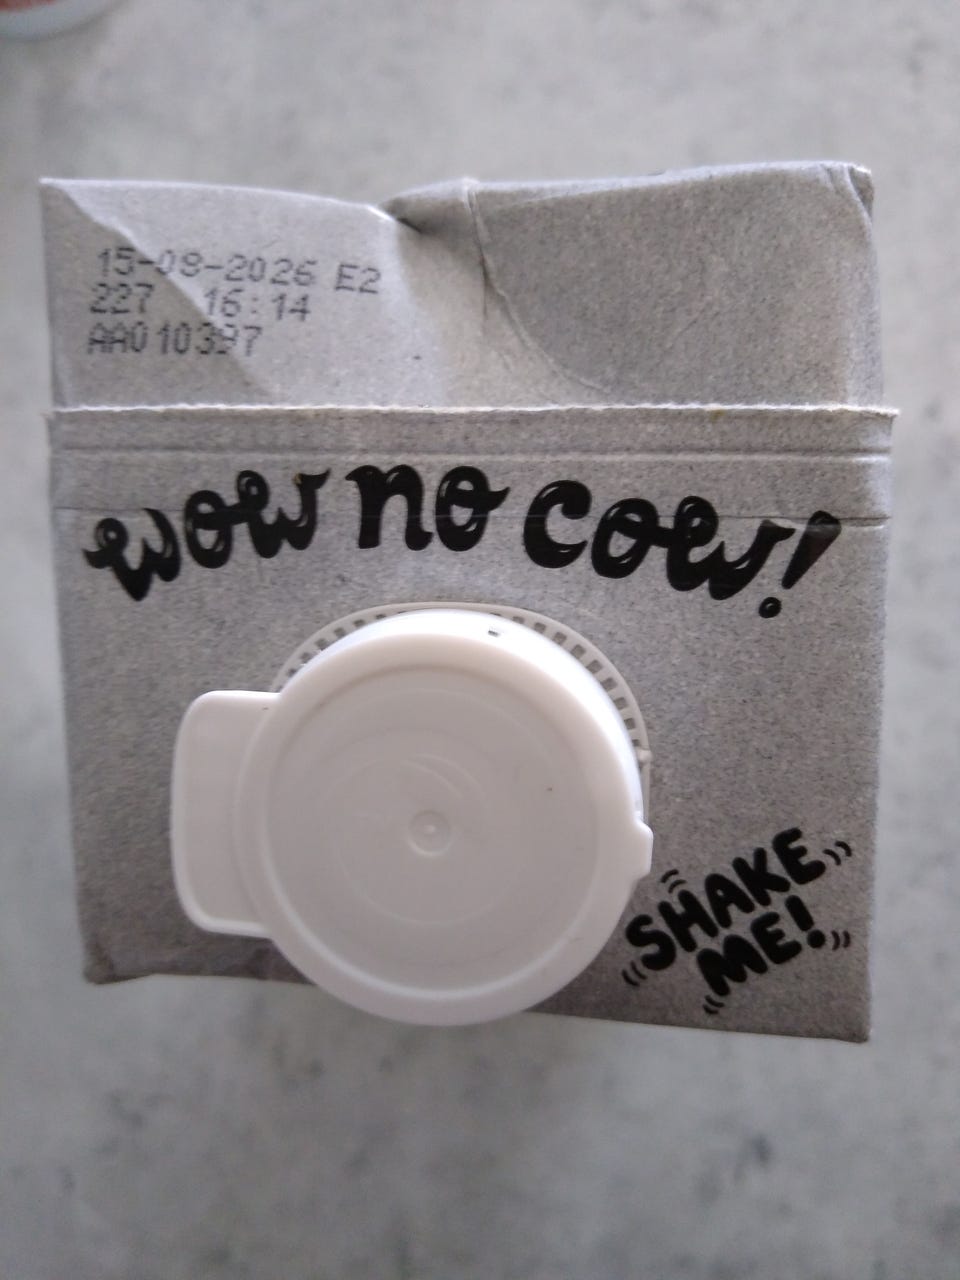 15-08-2026 E2
227 16:14
AA010397
wow no cow!
SHAKE
ME!